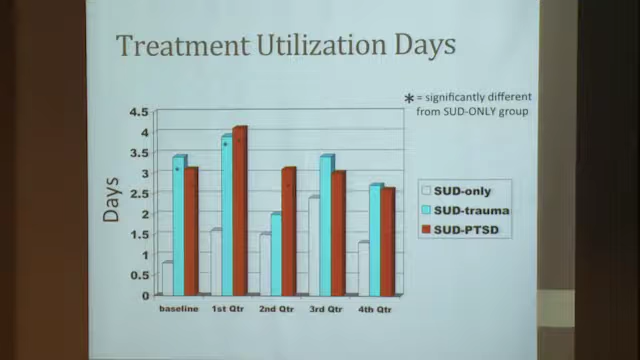 Treatment Utilization Days
* = significantly different
from SUD-ONLY group
Days
4.5
4
3.5
3
2.5
2
1.5
1
0.5
0
baseline 1st Qtr 2nd Qtr 3rd Qtr 4th Qtr
SUD-only
SUD-trauma
SUD-PTSD